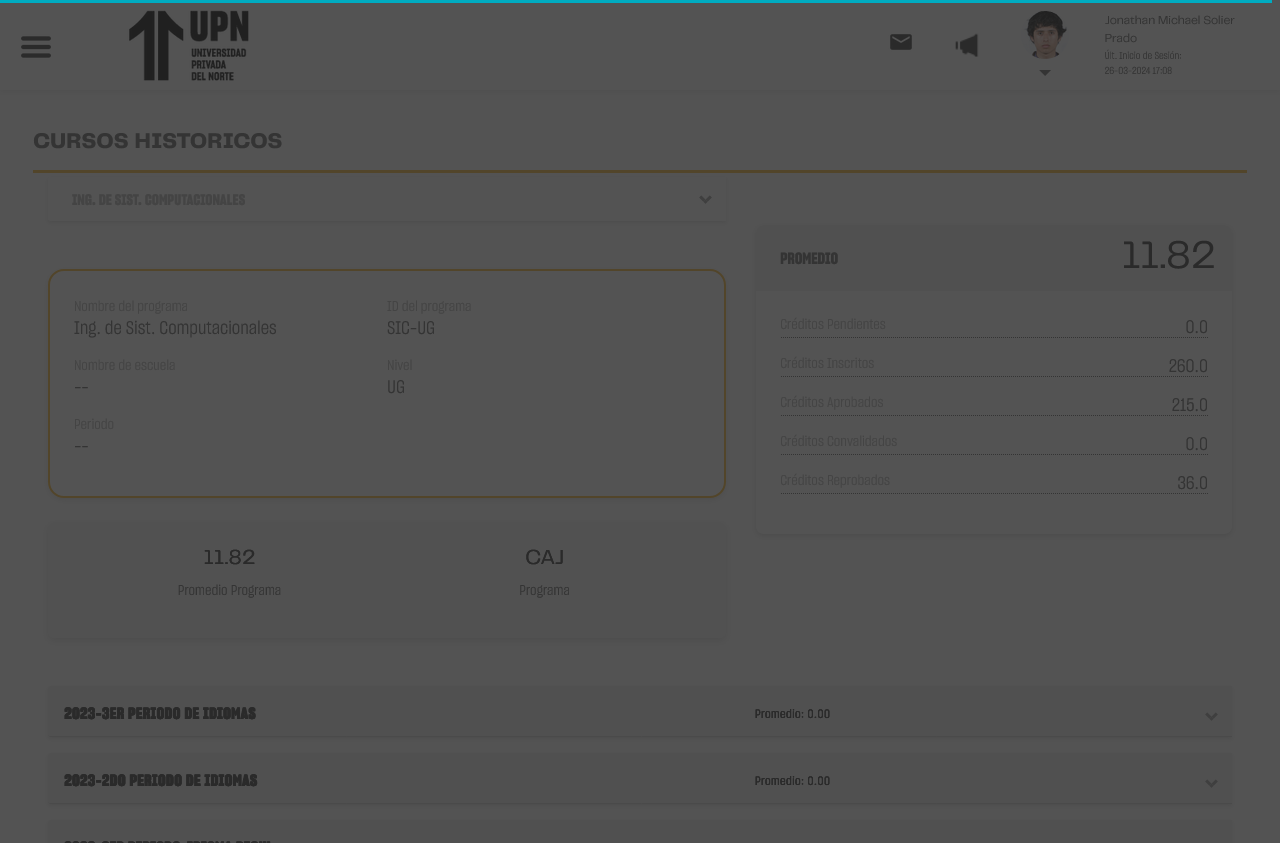 UPN
UNIVERSIDAD
PRIVADA
DEL NORTE
Jonathan Michael Solier
Prado
Últ. Inicio de Sesión:
26-03-2024 17:08
CURSOS HISTORICOS
ING. DE SIST. COMPUTACIONALES
Nombre del programa
Ing. de Sist. Computacionales
ID del programa
SIC-UG
Nombre de escuela
--
Nivel
UG
Período
--
11.82
Promedio Programa
CAJ
Programa
PROMEDIO 11.82
Créditos Pendientes 0.0
Créditos Inscritos 260.0
Créditos Aprobados 215.0
Créditos Convalidados 0.0
Créditos Reprobados 36.0
2023-3ER PERIODO DE IDIOMAS Promedio: 0.00
2023-2DO PERIODO DE IDIOMAS Promedio: 0.00